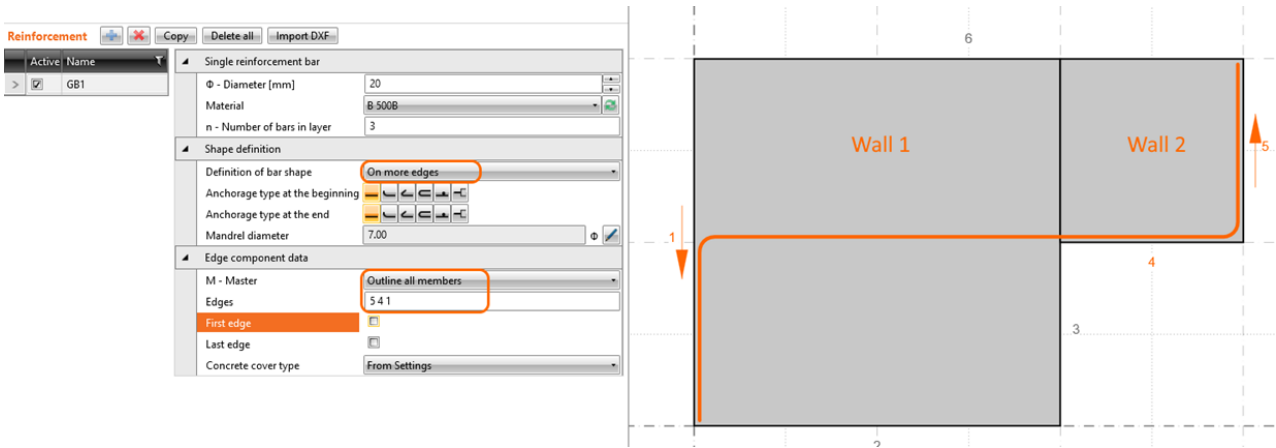 Reinforcement Copy Delete all Import DXF
Active Name
GB1
Single reinforcement bar
Φ - Diameter [mm] 20
Material B 500B
n - Number of bars in layer 3
Shape definition
Definition of bar shape On more edges
Anchorage type at the beginning
Anchorage type at the end
Mandrel diameter 7.00 Φ
Edge component data
M - Master Outline all members
Edges 5 4 1
First edge
Last edge
Concrete cover type From Settings
6
Wall 1 Wall 2
5
1
4
3
2